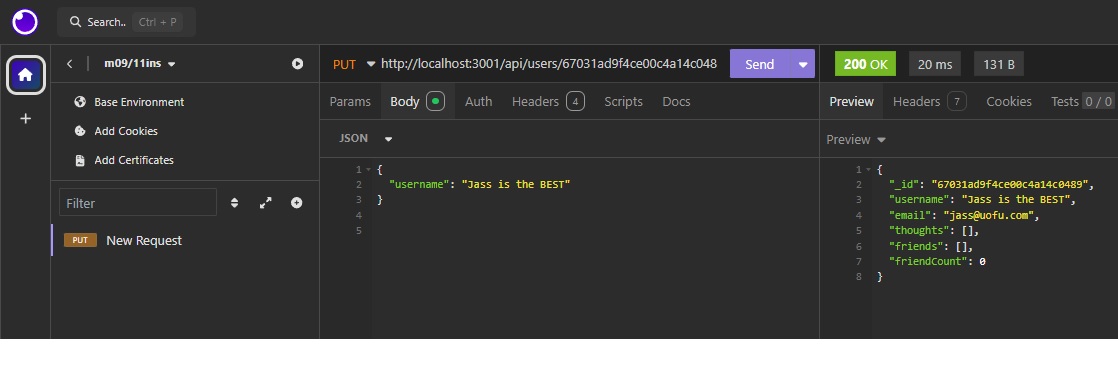 Search.. Ctrl + P
m09/11ins
Base Environment
Add Cookies
Add Certificates
Filter
PUT New Request
PUT http://localhost:3001/api/users/67031ad9f4ce00c4a14c048 Send
Params Body Auth Headers 4 Scripts Docs
JSON
1 {
2 "username": "Jass is the BEST"
3 }
4
5
200 OK 20 ms 131 B
Preview Headers 7 Cookies Tests 0 / 0
Preview
1 {
2 "_id": "67031ad9f4ce00c4a14c0489",
3 "username": "Jass is the BEST",
4 "email": "jass@uofu.com",
5 "thoughts": [],
6 "friends": [],
7 "friendCount": 0
8 }